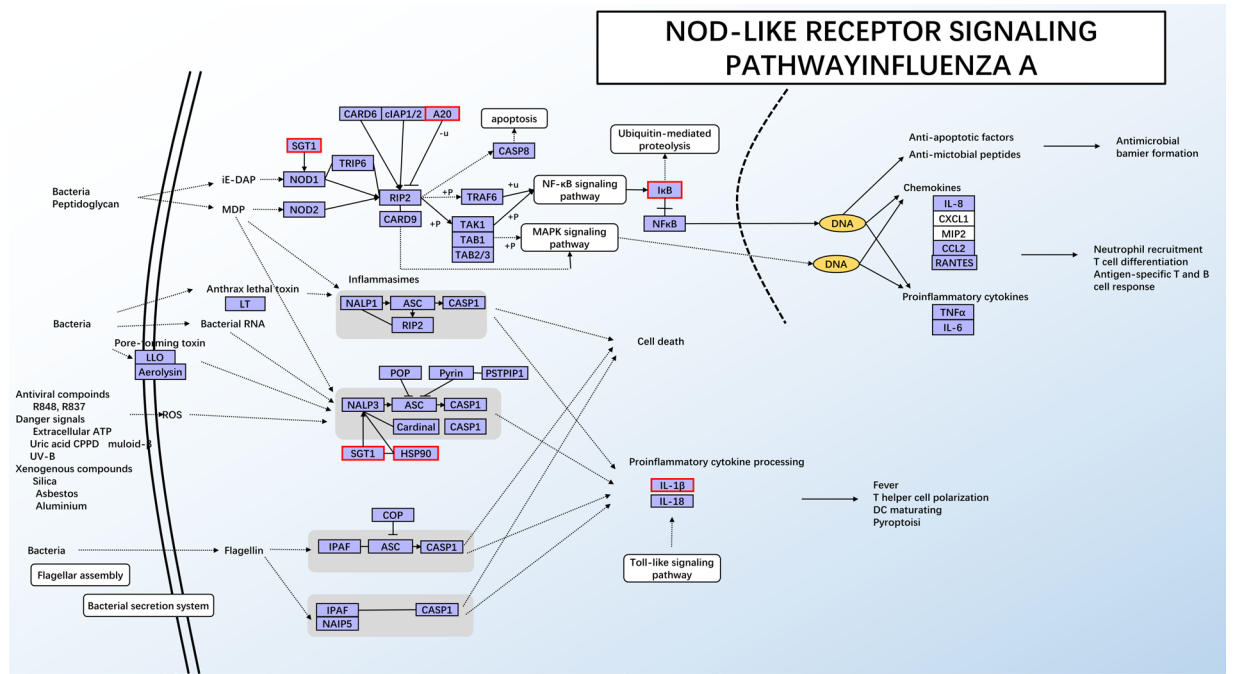 NOD-LIKE RECEPTOR SIGNALING
PATHWAYINFLUENZA A
CARD6
cIAP1/2
A20
-u
apoptosis
CASP8
SGT1
TRIP6
iE-DAP
NOD1
Bacteria
Peptidoglycan
MDP
NOD2
RIP2
CARD9
+P
TRAF6
+u
+P
TAK1
TAB1
TAB2/3
+P
+P
NF-κB signaling
pathway
MAPK signaling
pathway
Ubiquitin-mediated
proteolysis
IκB
NFκB
DNA
DNA
Anti-apoptotic factors
Anti-mictobial peptides
Antimicrobial
bamier formation
Chemokines
IL-8
CXCL1
MIP2
CCL2
RANTES
Neutrophil recruitment
T cell differentiation
Antigen-specific T and B
cell response
Proinflammatory cytokines
TNFα
IL-6
Inflammasimes
Anthrax lethal toxin
LT
NALP1
ASC
CASP1
RIP2
Bacteria
Bacterial RNA
Pore-forming toxin
LLO
Aerolysin
Cell death
POP
Pyrin
PSTPIP1
NALP3
ASC
CASP1
Cardinal
CASP1
SGT1
HSP90
Antiviral compoinds
R848, R837
ROS
Danger signals
Extracellular ATP
Uric acid CPPD muloid-β
UV-B
Xenogenous compounds
Silica
Asbestos
Aluminium
Proinflammatory cytokine processing
IL-1β
IL-18
Fever
T helper cell polarization
DC maturating
Pyroptoisi
Toll-like signaling
pathway
COP
IPAF
ASC
CASP1
Bacteria
Flagellin
Flagellar assembly
Bacterial secretion system
IPAF
NAIP5
CASP1